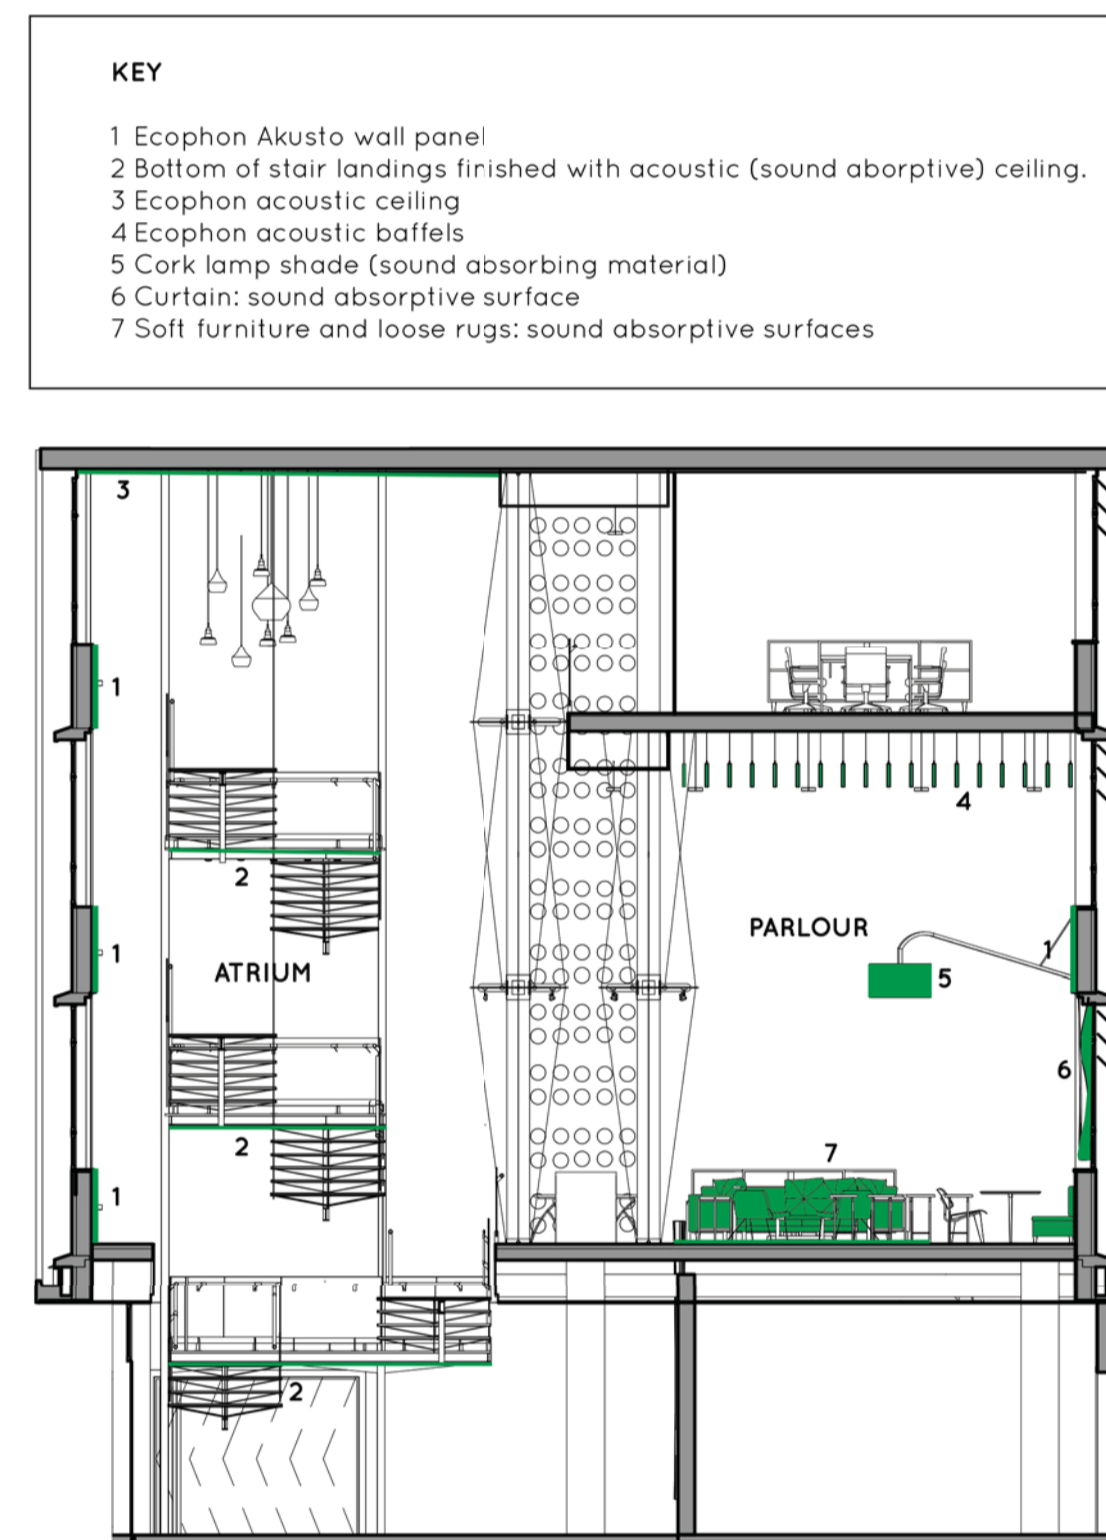 KEY
1 Ecophon Akusto wall panel
2 Bottom of stair landings finished with acoustic (sound aborptive) ceiling.
3 Ecophon acoustic ceiling
4 Ecophon acoustic baffels
5 Cork lamp shade (sound absorbing material)
6 Curtain: sound absorptive surface
7 Soft furniture and loose rugs: sound absorptive surfaces
3
1
4
2
PARLOUR
1
1
ATRIUM
5
6
2
7
1
2